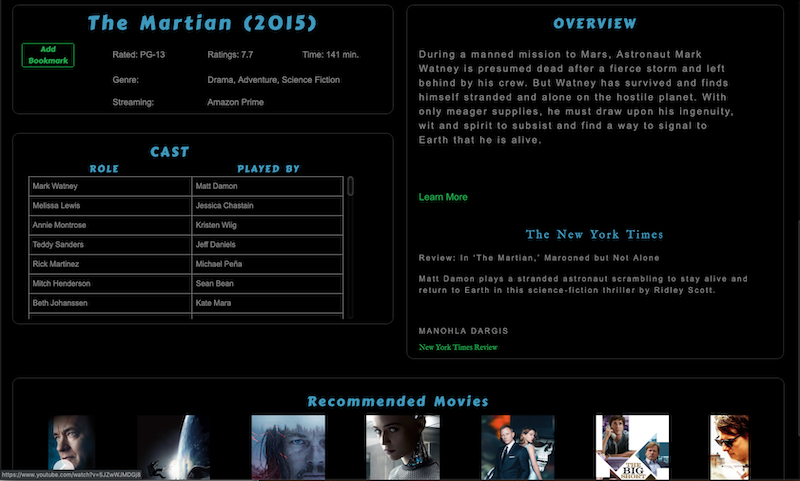 The Martian (2015)
Add
Bookmark
Rated: PG-13
Ratings: 7.7
Time: 141 min.
Genre:
Drama, Adventure, Science Fiction
Streaming:
Amazon Prime
CAST
ROLE
PLAYED BY
Mark Watney
Matt Damon
Melissa Lewis
Jessica Chastain
Annie Montrose
Kristen Wiig
Teddy Sanders
Jeff Daniels
Rick Martinez
Michael Peña
Mitch Henderson
Sean Bean
Beth Johanssen
Kate Mara
OVERVIEW
During a manned mission to Mars, Astronaut Mark
Watney is presumed dead after a fierce storm and left
behind by his crew. But Watney has survived and finds
himself stranded and alone on the hostile planet. With
only meager supplies, he must draw upon his ingenuity,
wit and spirit to subsist and find a way to signal to
Earth that he is alive.
Learn More
The New York Times
Review: In ‘The Martian,’ Marooned but Not Alone
Matt Damon plays a stranded astronaut scrambling to stay alive and
return to Earth in this science-fiction thriller by Ridley Scott.
MANOHLA DARGIS
New York Times Review
Recommended Movies
THE BIG
SHORT